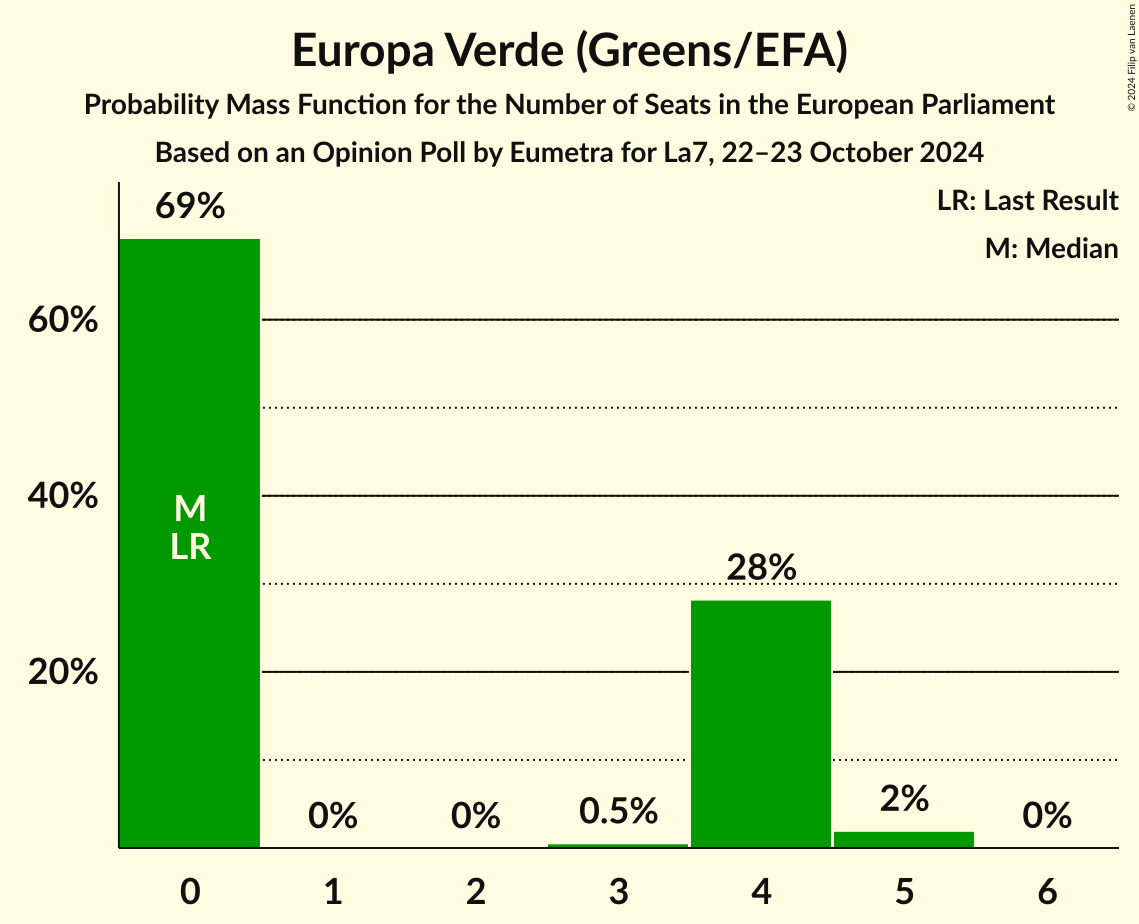 Europa Verde (Greens/EFA)
Probability Mass Function for the Number of Seats in the European Parliament
Based on an Opinion Poll by Eumetra for La7, 22–23 October 2024
© 2024 Filip van Laenen
LR: Last Result
M: Median
69%
60%
40%
20%
M
LR
0%
0%
0.5%
28%
2%
0%
0 1 2 3 4 5 6